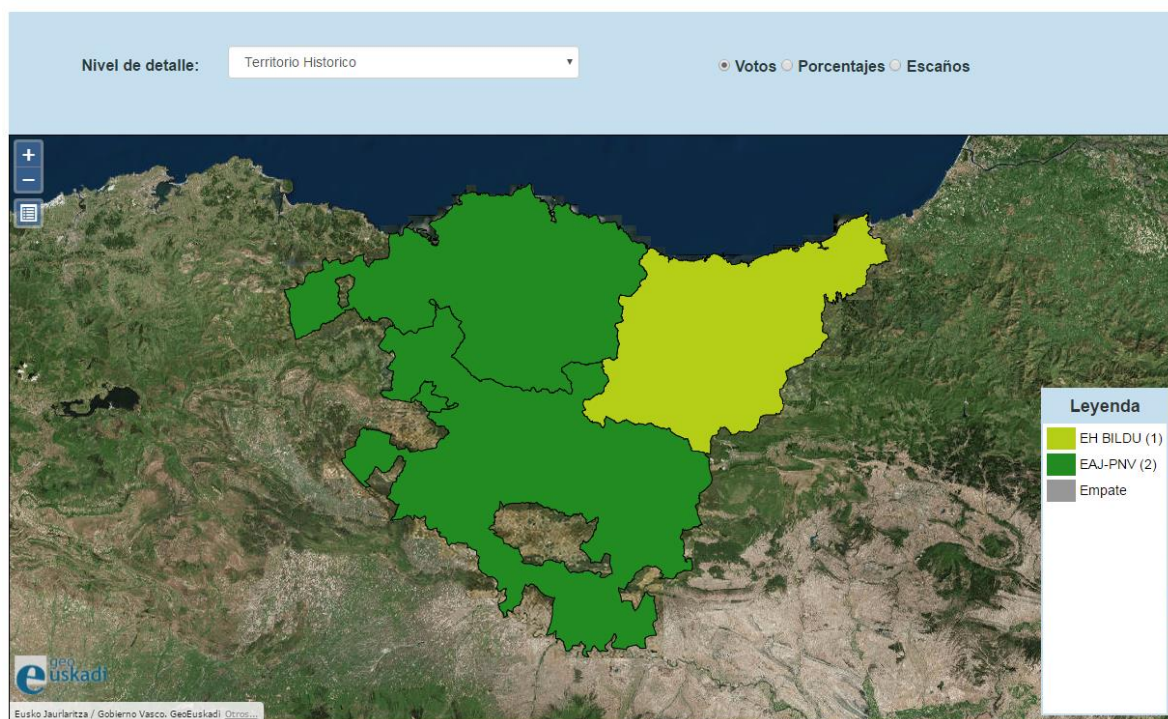 Nivel de detalle: Territorio Historico Votos Porcentajes Escaños
+
−
Leyenda
EH BILDU (1)
EAJ-PNV (2)
Empate
geo
euskadi
Eusko Jaurlaritza / Gobierno Vasco. GeoEuskadi Otros...